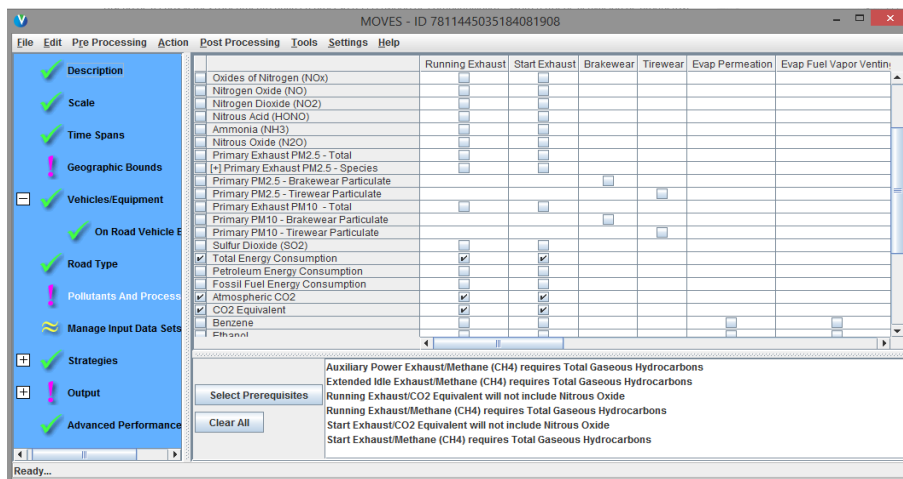 MOVES - ID 7811445035184081908
File Edit Pre Processing Action Post Processing Tools Settings Help
Description
Scale
Time Spans
Geographic Bounds
Vehicles/Equipment
On Road Vehicle E
Road Type
Pollutants And Process
Manage Input Data Sets
Strategies
Output
Advanced Performance
Running Exhaust Start Exhaust Brakewear Tirewear Evap Permeation Evap Fuel Vapor Venting
Oxides of Nitrogen (NOx)
Nitrogen Oxide (NO)
Nitrogen Dioxide (NO2)
Nitrous Acid (HONO)
Ammonia (NH3)
Nitrous Oxide (N2O)
Primary Exhaust PM2.5 - Total
[+] Primary Exhaust PM2.5 - Species
Primary PM2.5 - Brakewear Particulate
Primary PM2.5 - Tirewear Particulate
Primary Exhaust PM10 - Total
Primary PM10 - Brakewear Particulate
Primary PM10 - Tirewear Particulate
Sulfur Dioxide (SO2)
Total Energy Consumption
Petroleum Energy Consumption
Fossil Fuel Energy Consumption
Atmospheric CO2
CO2 Equivalent
Benzene
Ethanol
Select Prerequisites
Clear All
Auxiliary Power Exhaust/Methane (CH4) requires Total Gaseous Hydrocarbons
Extended Idle Exhaust/Methane (CH4) requires Total Gaseous Hydrocarbons
Running Exhaust/CO2 Equivalent will not include Nitrous Oxide
Running Exhaust/Methane (CH4) requires Total Gaseous Hydrocarbons
Start Exhaust/CO2 Equivalent will not include Nitrous Oxide
Start Exhaust/Methane (CH4) requires Total Gaseous Hydrocarbons
Ready...